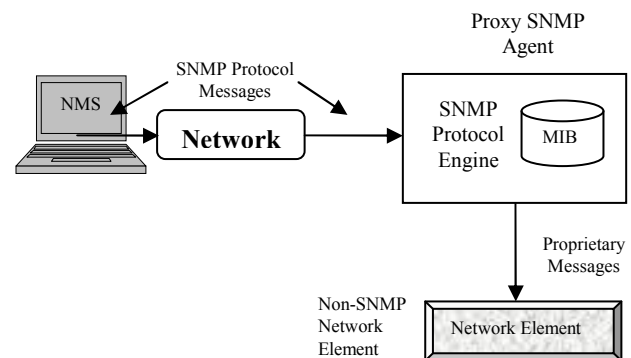 Proxy SNMP
Agent
SNMP Protocol
Messages
NMS
Network
SNMP
Protocol
Engine
MIB
Proprietary
Messages
Non-SNMP
Network
Element
Network Element